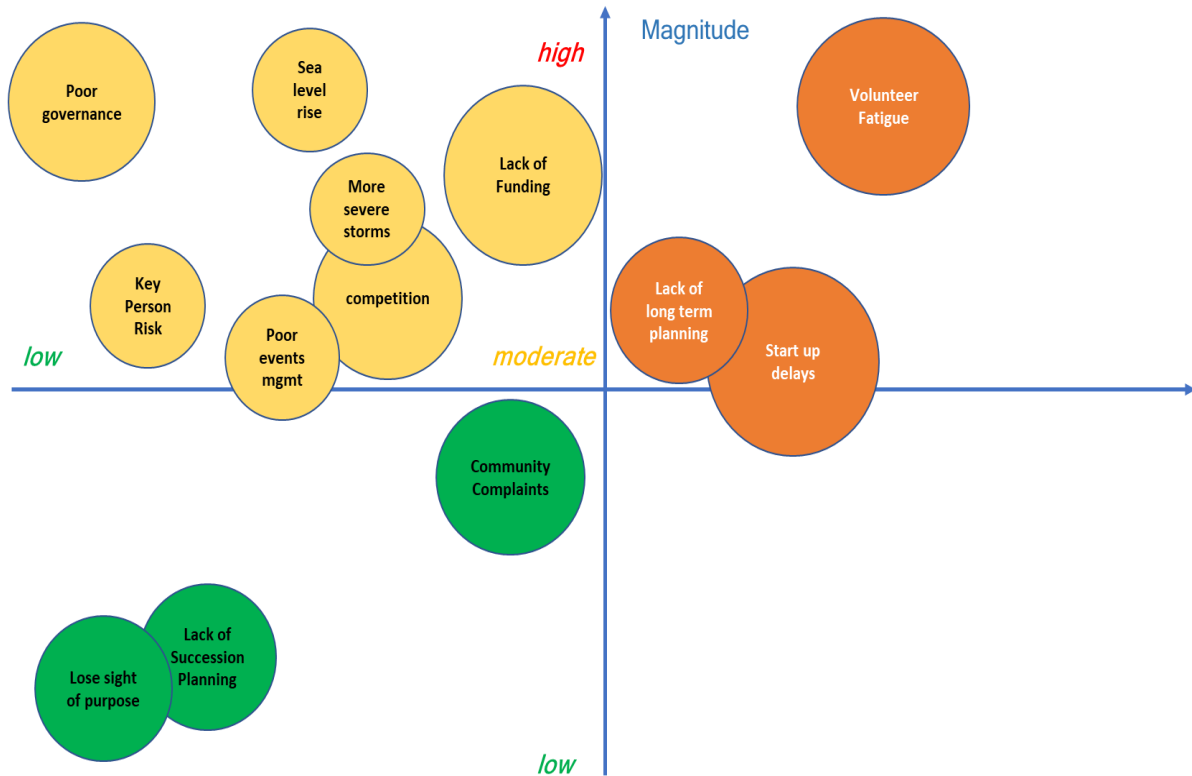 Magnitude
high
Poor
governance
Sea
level
rise
Volunteer
Fatigue
Lack of
Funding
More
severe
storms
Key
Person
Risk
competition
Lack of
long term
planning
Poor
events
mgmt
Start up
delays
low
moderate
Community
Complaints
Lack of
Succession
Planning
Lose sight
of purpose
low